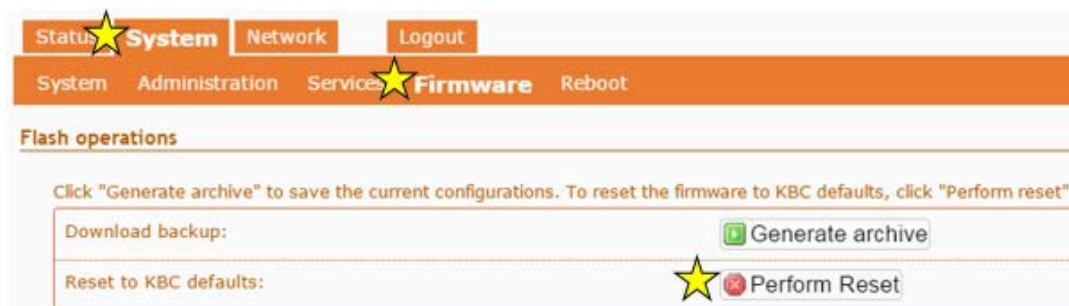 Status System Network Logout
System Administration Services Firmware Reboot
Flash operations
Click "Generate archive" to save the current configurations. To reset the firmware to KBC defaults, click "Perform reset"
Download backup: Generate archive
Reset to KBC defaults: Perform Reset